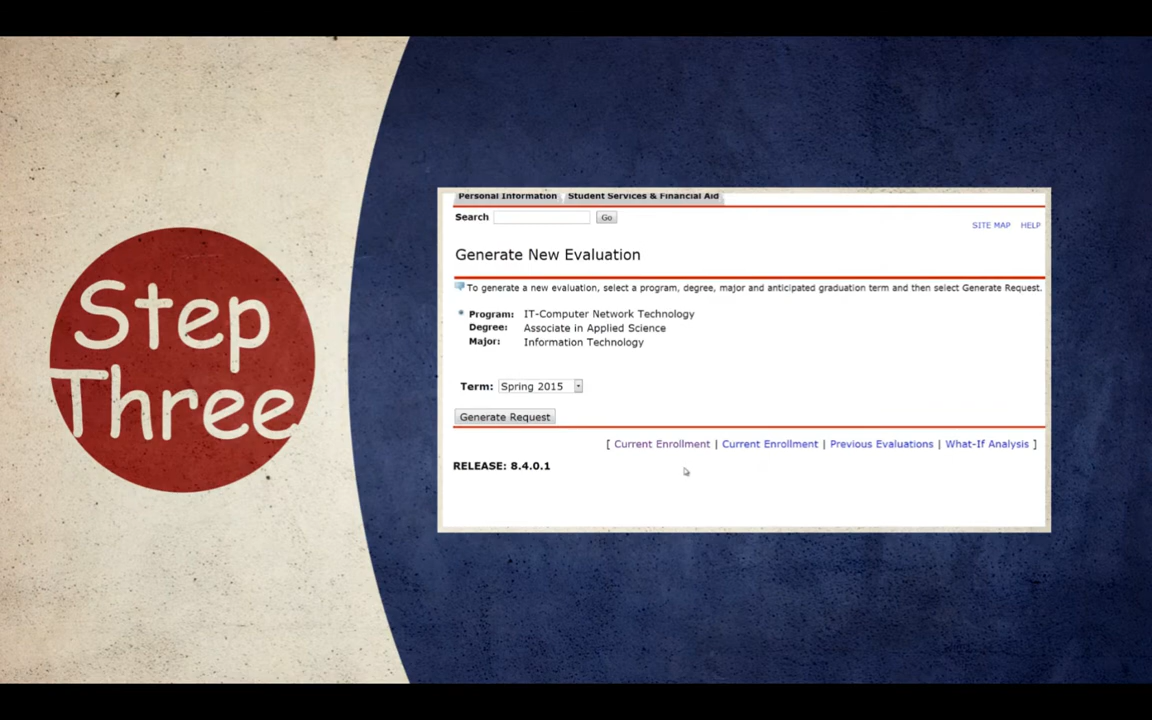 Step
Three
Personal Information Student Services & Financial Aid
Search Go
SITE MAP HELP
Generate New Evaluation
To generate a new evaluation, select a program, degree, major and anticipated graduation term and then select Generate Request.
Program: IT-Computer Network Technology
Degree: Associate in Applied Science
Major: Information Technology
Term: Spring 2015
Generate Request
[ Current Enrollment | Current Enrollment | Previous Evaluations | What-If Analysis ]
RELEASE: 8.4.0.1